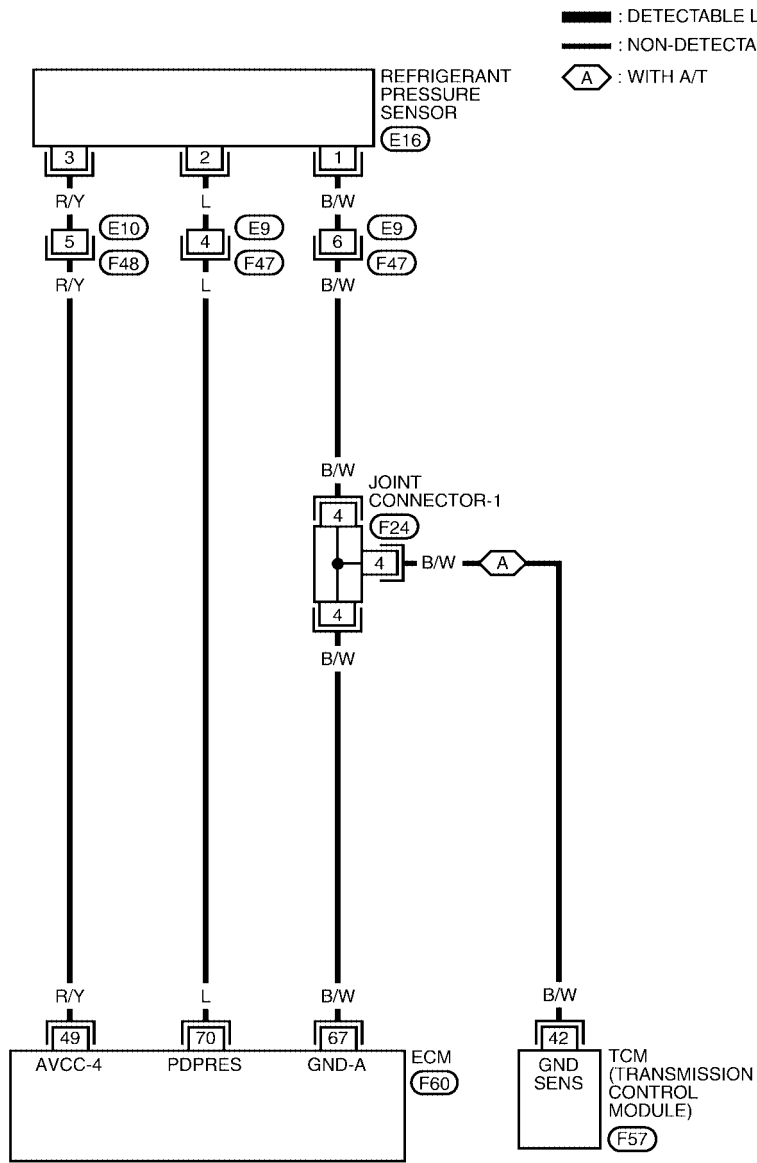 : DETECTABLE L
: NON-DETECTA
A : WITH A/T
REFRIGERANT
PRESSURE
SENSOR
E16
3 2 1
R/Y L B/W
5 E10 4 E9 6 E9
F48 F47 F47
R/Y L B/W
B/W
JOINT
CONNECTOR-1
4
F24
4 B/W A
4
B/W
R/Y L B/W B/W
49 70 67 42
AVCC-4 PDPRES GND-A
ECM
F60
GND
SENS
TCM
(TRANSMISSION
CONTROL
MODULE)
F57